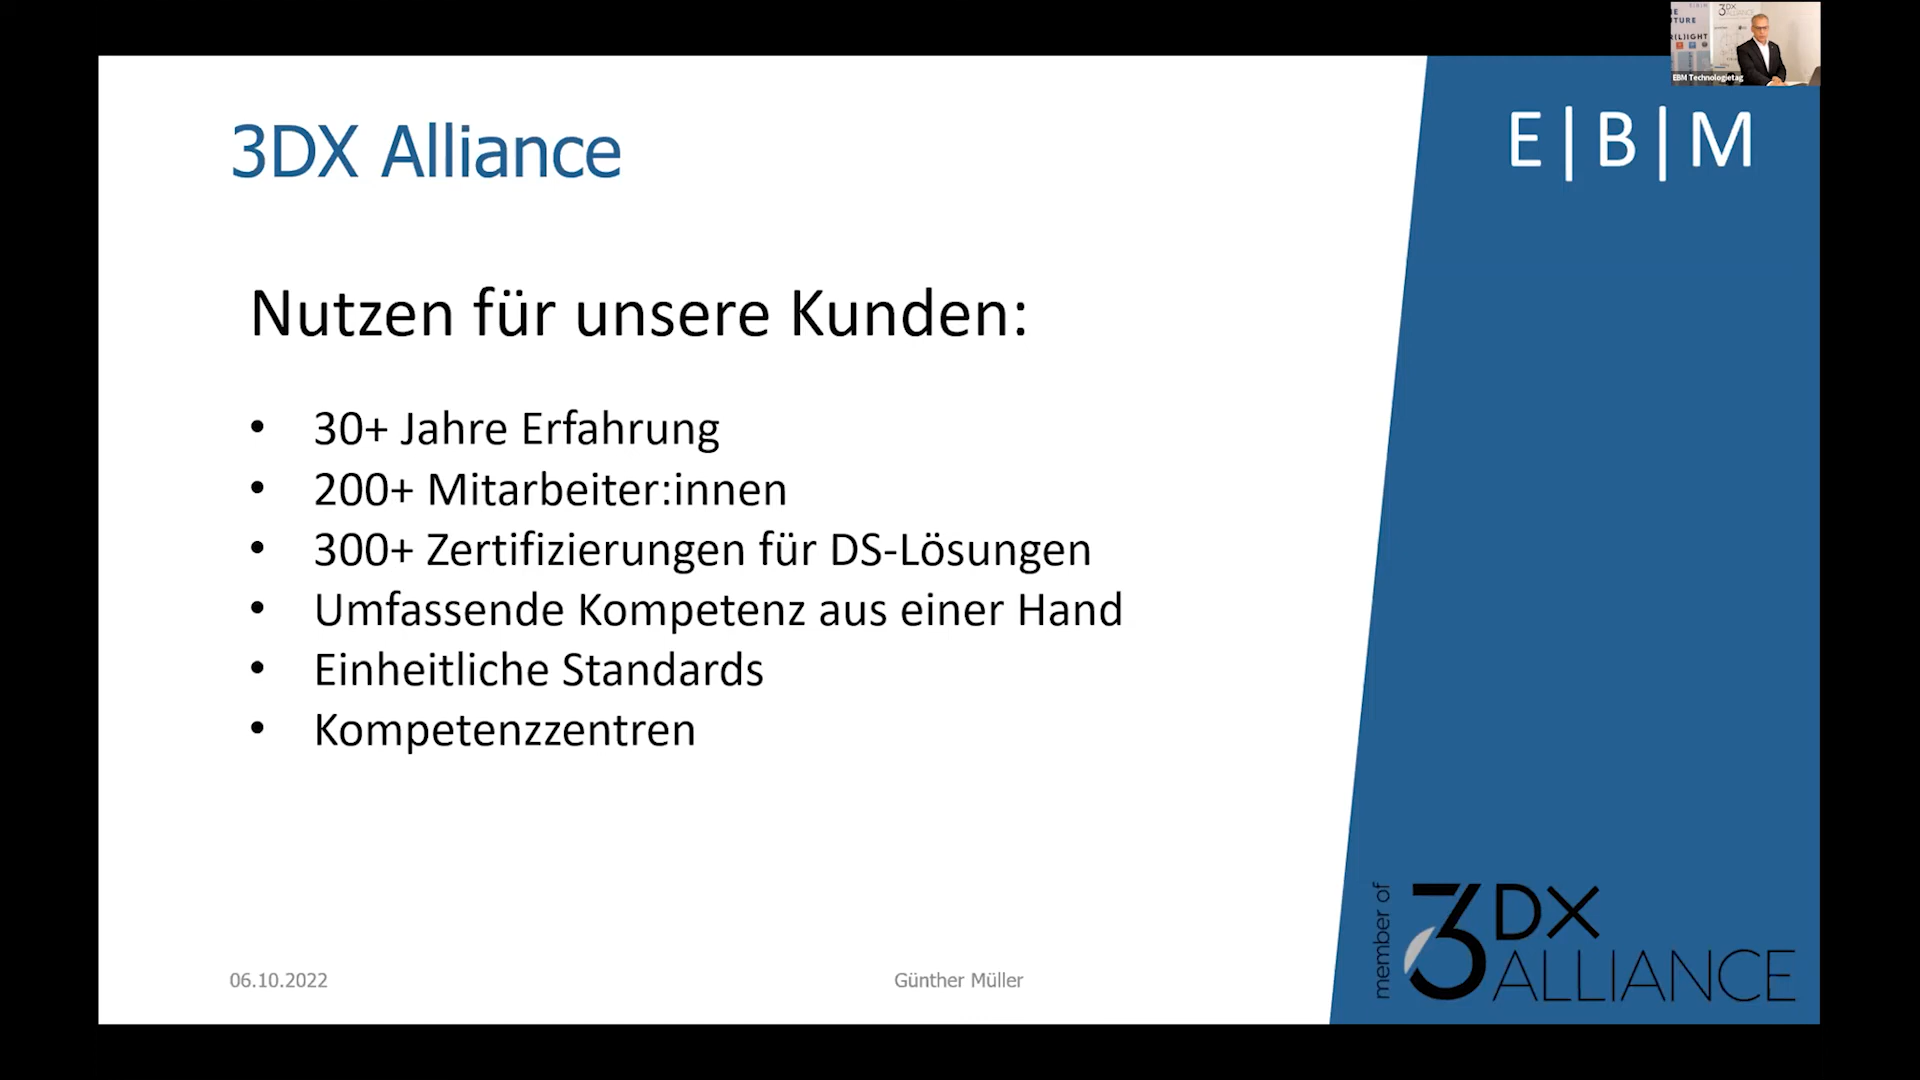 3DX Alliance
E|B|M
Nutzen für unsere Kunden:
• 30+ Jahre Erfahrung
• 200+ Mitarbeiter:innen
• 300+ Zertifizierungen für DS-Lösungen
• Umfassende Kompetenz aus einer Hand
• Einheitliche Standards
• Kompetenzzentren
06.10.2022
Günther Müller
member of
3DX
ALLIANCE
EBM Technologietag